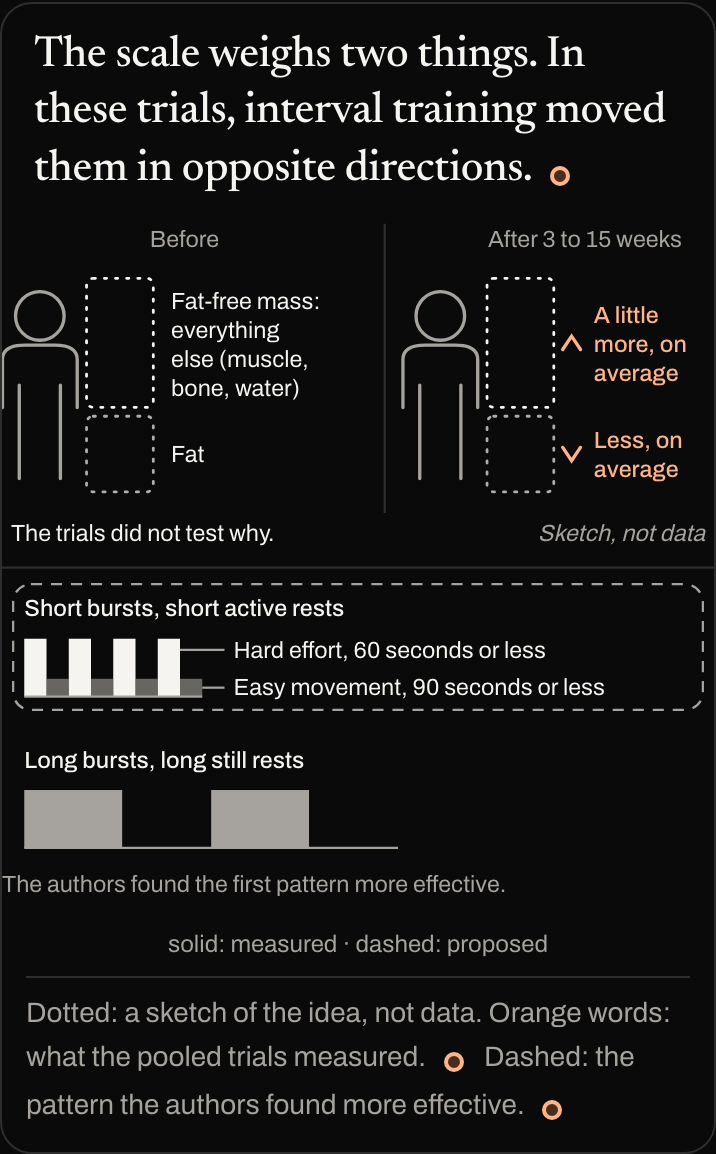 The scale weighs two things. In
these trials, interval training moved
them in opposite directions.
Before
Fat-free mass:
everything
else (muscle,
bone, water)
Fat
After 3 to 15 weeks
A little
more, on
average
Less, on
average
The trials did not test why.
Sketch, not data
Short bursts, short active rests
Hard effort, 60 seconds or less
Easy movement, 90 seconds or less
Long bursts, long still rests
The authors found the first pattern more effective.
solid: measured · dashed: proposed
Dotted: a sketch of the idea, not data. Orange words:
what the pooled trials measured. Dashed: the
pattern the authors found more effective.